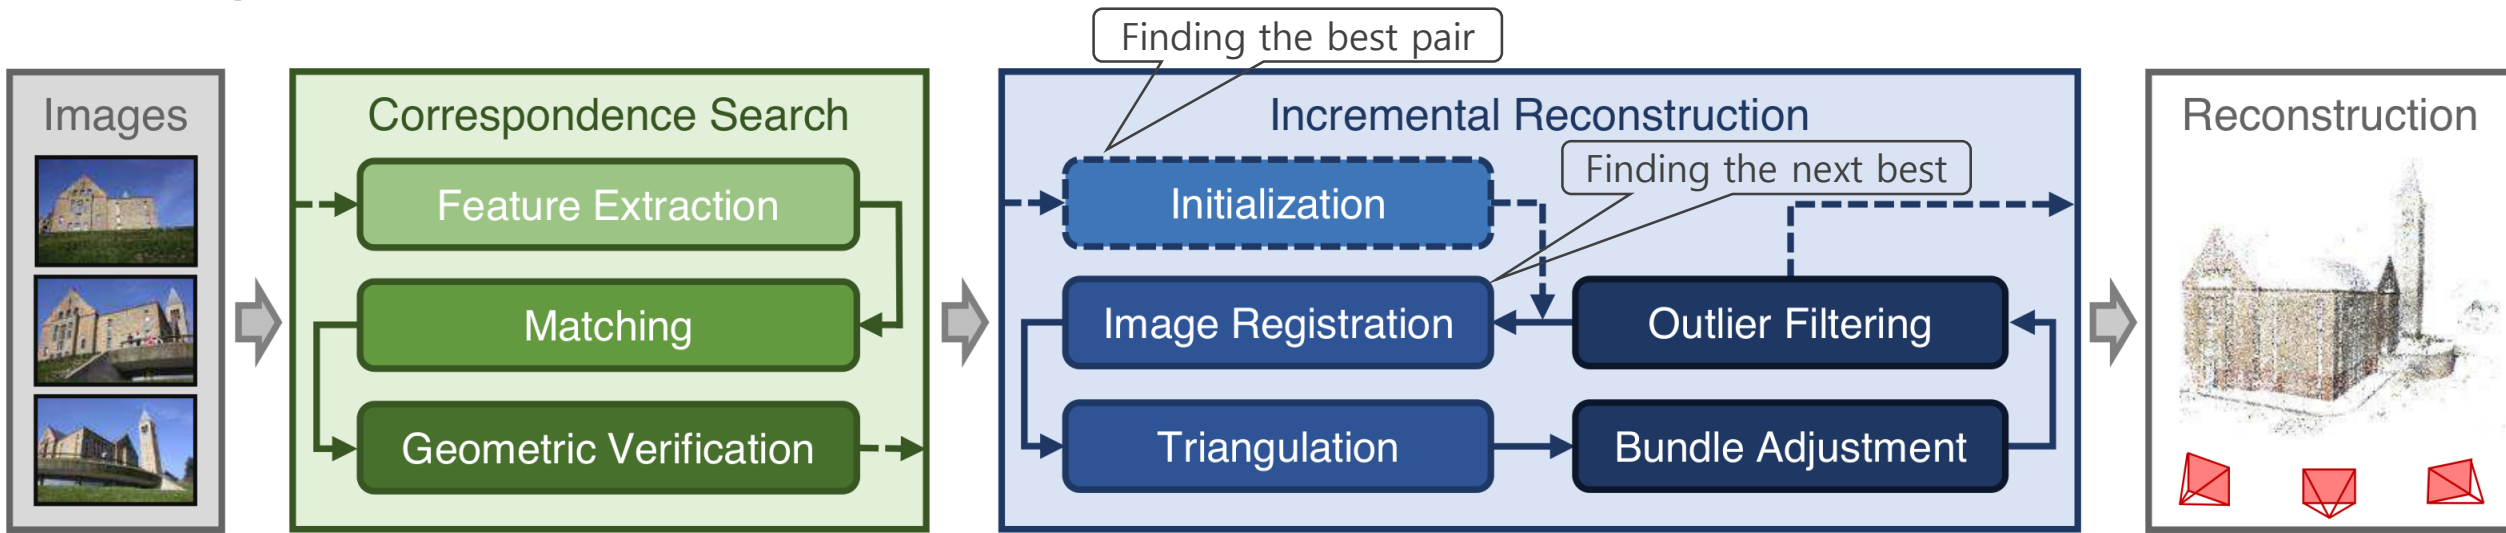 Finding the best pair
Images
Correspondence Search
Feature Extraction
Matching
Geometric Verification
Incremental Reconstruction
Initialization
Finding the next best
Image Registration
Outlier Filtering
Triangulation
Bundle Adjustment
Reconstruction